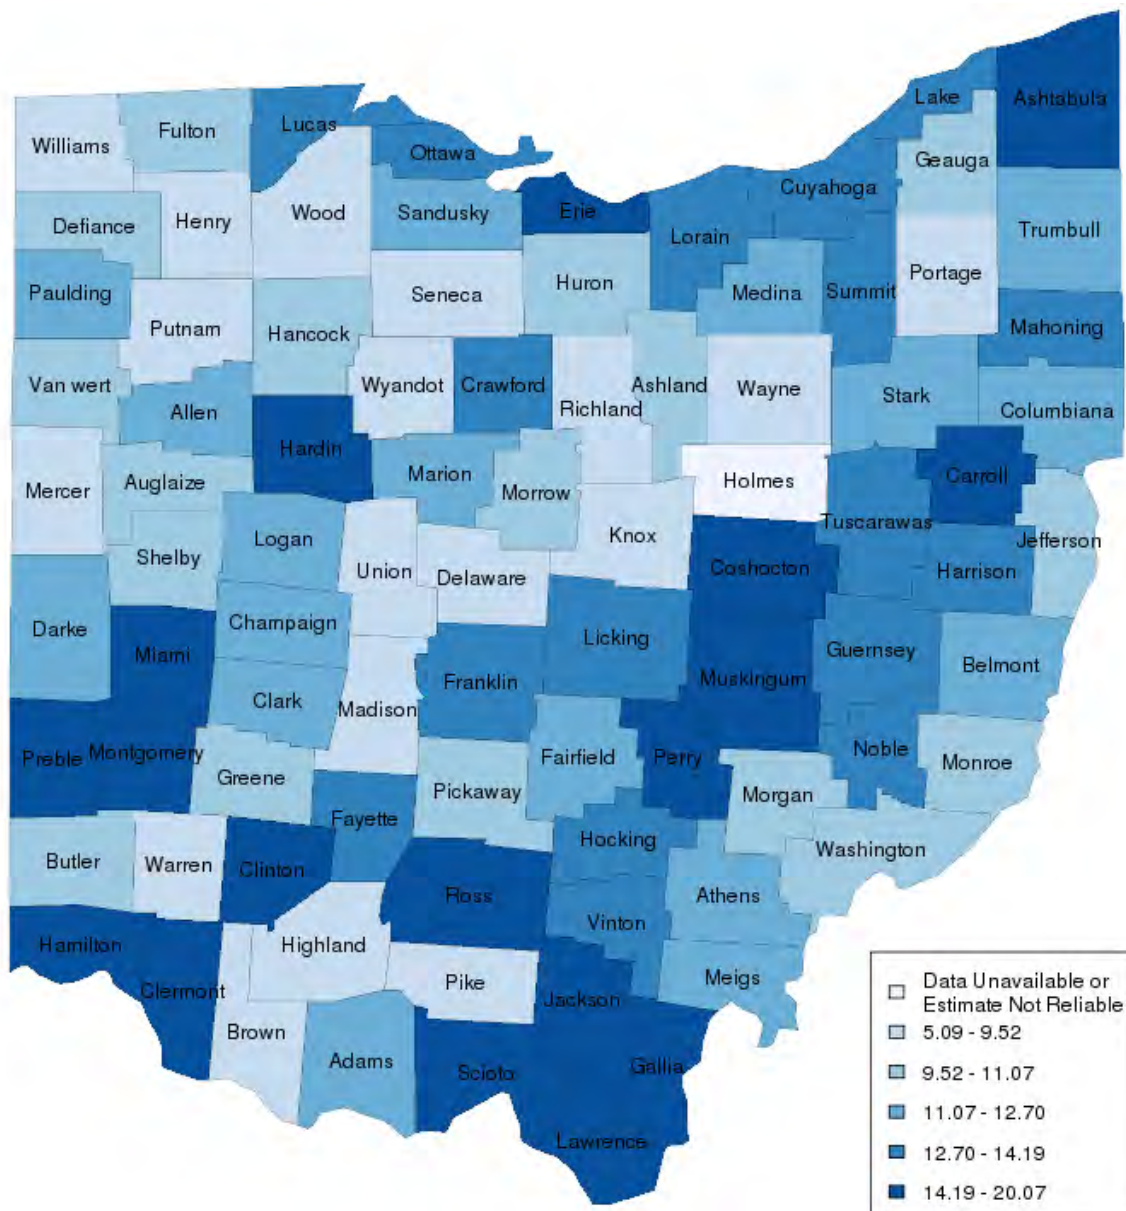 Ashtabula
Lake
Lucas
Fulton
Williams
Ottawa
Geauga
Cuyahoga
Wood
Sandusky
Erie
Henry
Defiance
Trumbull
Lorain
Portage
Huron
Paulding
Seneca
Medina
Summit
Putnam
Mahoning
Hancock
Van wert
Wyandot
Crawford
Ashland
Wayne
Stark
Richland
Allen
Columbiana
Hardin
Marion
Carroll
Holmes
Auglaize
Mercer
Morrow
Tuscarawas
Logan
Knox
Jefferson
Shelby
Union
Delaware
Coshocton
Harrison
Champaign
Darke
Licking
Miami
Guernsey
Belmont
Muskingum
Franklin
Clark
Madison
Preble
Montgomery
Fairfield
Perry
Noble
Monroe
Greene
Pickaway
Morgan
Fayette
Hocking
Washington
Butler
Warren
Clinton
Ross
Athens
Vinton
Hamilton
Highland
Meigs
Pike
Clermont
Jackson
Brown
Adams
Scioto
Gallia
Lawrence
Data Unavailable or
Estimate Not Reliable
5.09 - 9.52
9.52 - 11.07
11.07 - 12.70
12.70 - 14.19
14.19 - 20.07